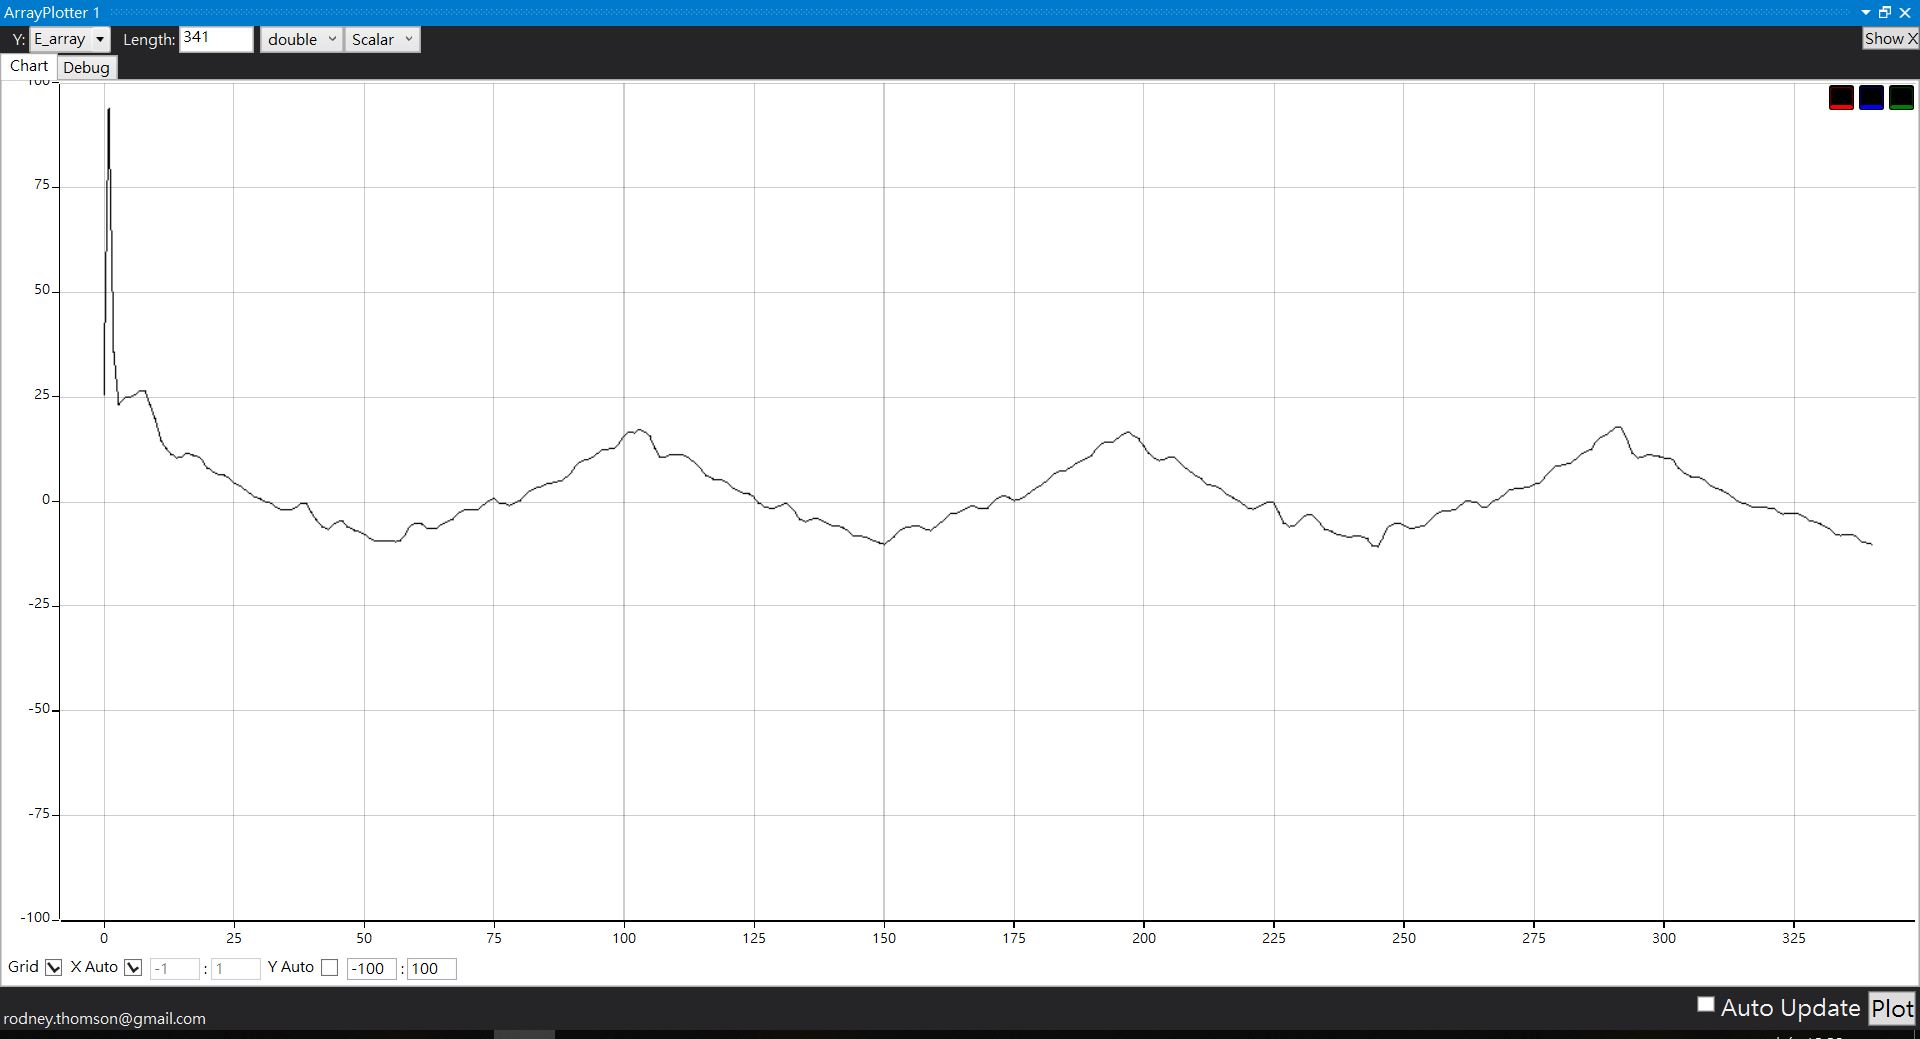 ArrayPlotter 1
Y: E_array Length: 341 double Scalar Show X
Chart Debug
100
75
50
25
0
-25
-50
-75
-100
0 25 50 75 100 125 150 175 200 225 250 275 300 325
Grid X Auto -1 : 1 Y Auto -100 : 100
Auto Update Plot
rodney.thomson@gmail.com